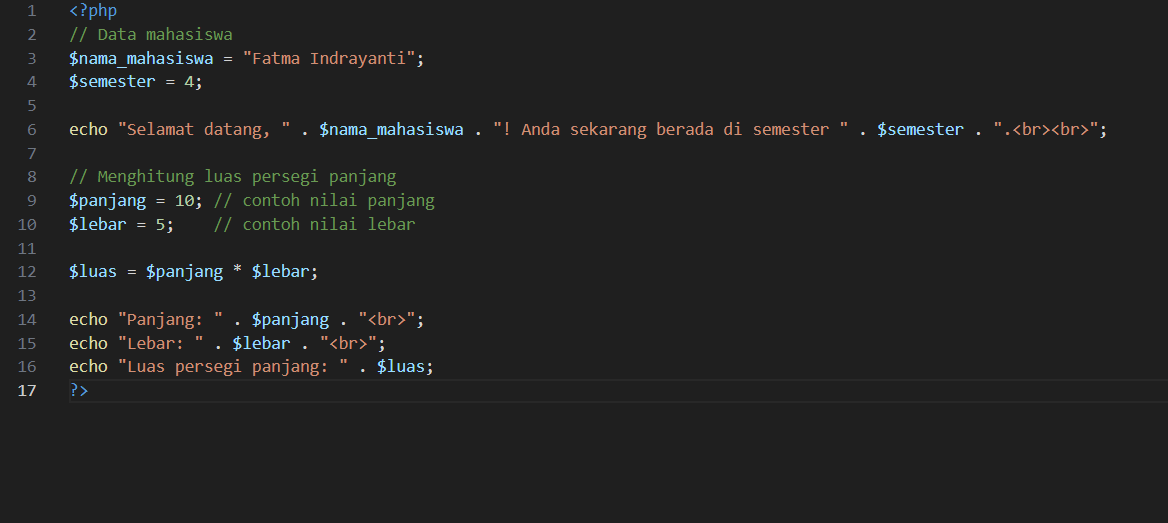 1 <?php
2 // Data mahasiswa
3 $nama_mahasiswa = "Fatma Indrayanti";
4 $semester = 4;
5
6 echo "Selamat datang, " . $nama_mahasiswa . "! Anda sekarang berada di semester " . $semester . ".<br><br>";
7
8 // Menghitung luas persegi panjang
9 $panjang = 10; // contoh nilai panjang
10 $lebar = 5;    // contoh nilai lebar
11
12 $luas = $panjang * $lebar;
13
14 echo "Panjang: " . $panjang . "<br>";
15 echo "Lebar: " . $lebar . "<br>";
16 echo "Luas persegi panjang: " . $luas;
17 ?>